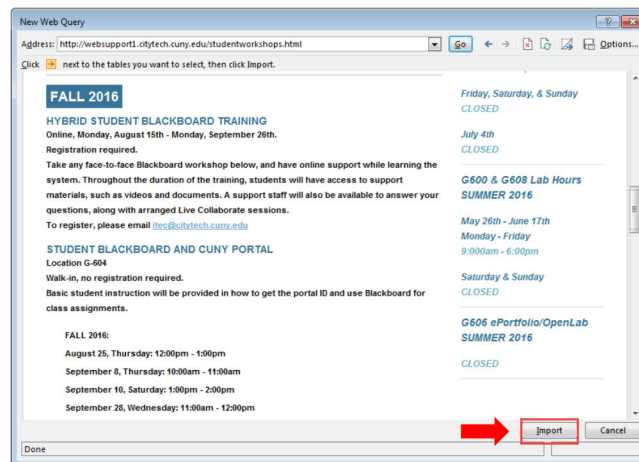 New Web Query
Address: http://websupport1.citytech.cuny.edu/studentworkshops.html Go Options...
Click next to the tables you want to select, then click Import.
FALL 2016
HYBRID STUDENT BLACKBOARD TRAINING
Online, Monday, August 15th - Monday, September 26th.
Registration required.
Take any face-to-face Blackboard workshop below, and have online support while learning the
system. Throughout the duration of the training, students will have access to support
materials, such as videos and documents. A support staff will also be available to answer your
questions, along with arranged Live Collaborate sessions.
To register, please email itec@citytech.cuny.edu
STUDENT BLACKBOARD AND CUNY PORTAL
Location G-604
Walk-in, no registration required.
Basic student instruction will be provided in how to get the portal ID and use Blackboard for
class assignments.
FALL 2016:
August 25, Thursday: 12:00pm - 1:00pm
September 8, Thursday: 10:00am - 11:00am
September 10, Saturday: 1:00pm - 2:00pm
September 28, Wednesday: 11:00am - 12:00pm
Friday, Saturday, & Sunday
CLOSED
July 4th
CLOSED
G600 & G608 Lab Hours
SUMMER 2016
May 26th - June 17th
Monday - Friday
9:00am - 6:00pm
Saturday & Sunday
CLOSED
G606 ePortfolio/OpenLab
SUMMER 2016
CLOSED
Import Cancel
Done